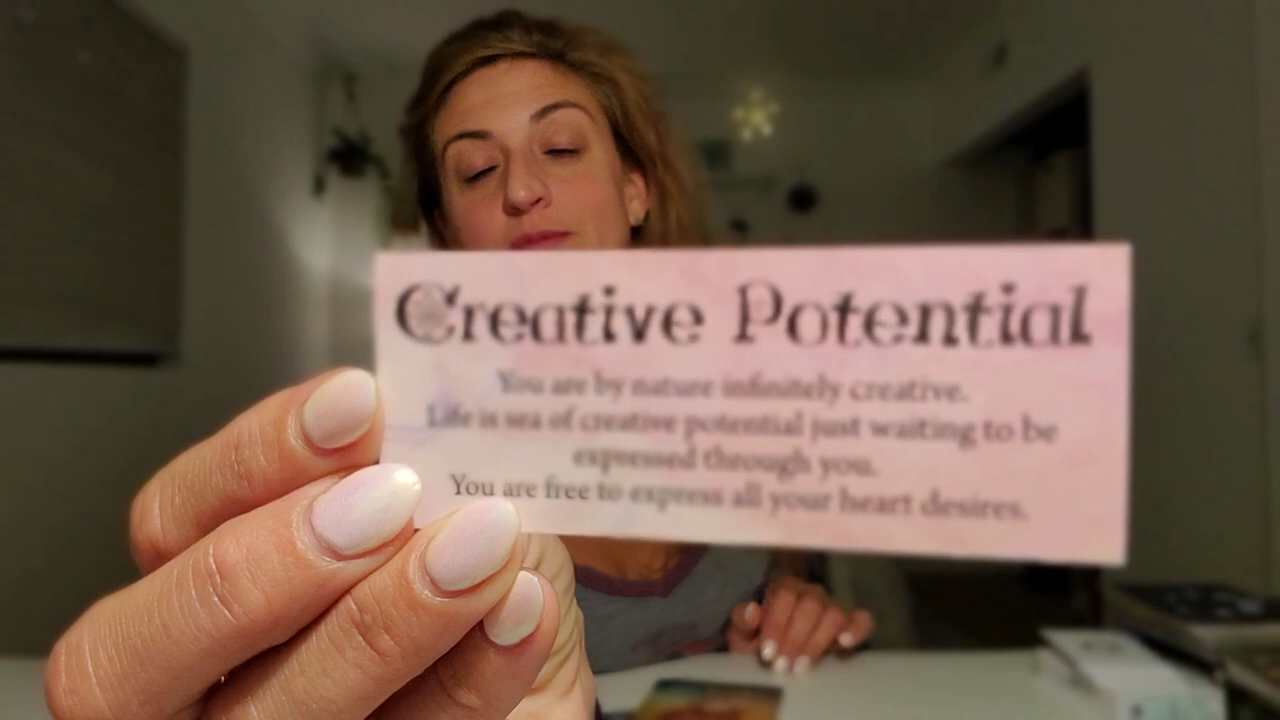 Creative Potential
You are by nature infinitely creative.
Life is sea of creative potential just waiting to be
expressed through you.
You are free to express all your heart desires.